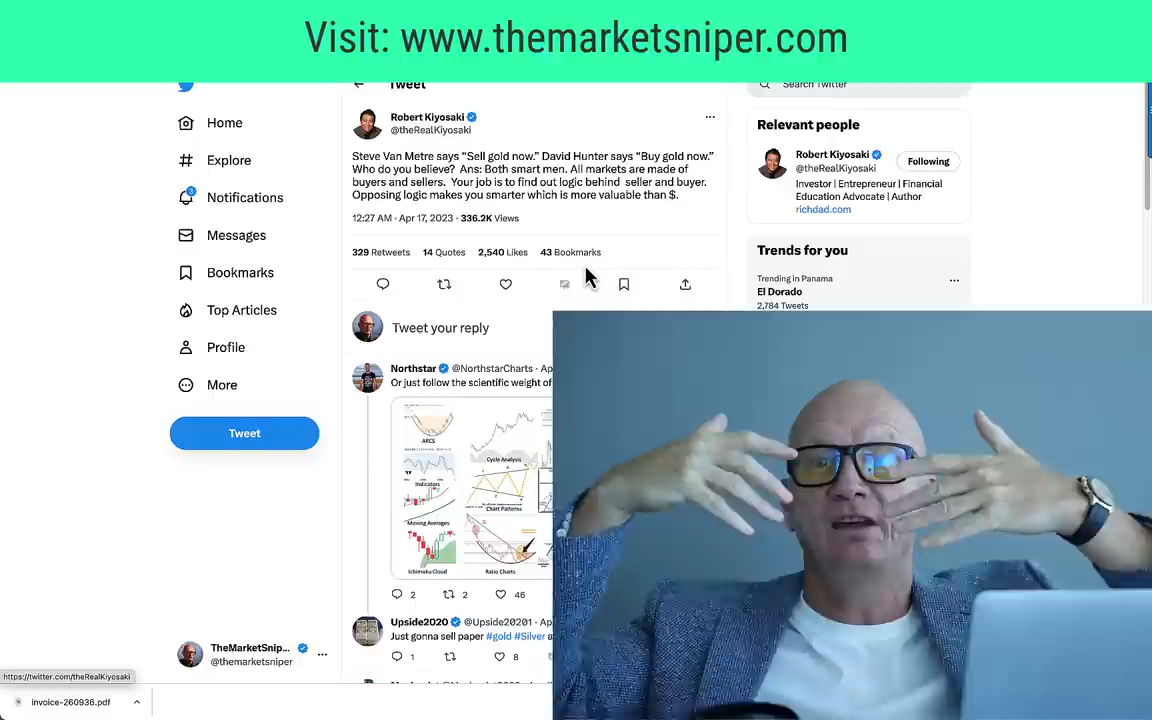 Visit: www.themarketsniper.com
Tweet
Search Twitter
Home
Explore
Notifications
Messages
Bookmarks
Top Articles
Profile
More
Tweet
TheMarketSnip...
@themarketsniper
https://twitter.com/theRealKiyosaki
invoice-260936.pdf
Robert Kiyosaki
@theRealKiyosaki
Steve Van Metre says “Sell gold now.” David Hunter says “Buy gold now.”
Who do you believe? Ans: Both smart men. All markets are made of
buyers and sellers. Your job is to find out logic behind seller and buyer.
Opposing logic makes you smarter which is more valuable than $.
12:27 AM · Apr 17, 2023 · 336.2K Views
329 Retweets 14 Quotes 2,540 Likes 43 Bookmarks
Tweet your reply
Northstar @NorthstarCharts · Ap
Or just follow the scientific weight of
ARCS
Cycle Analysis
Indicators
Chart Patterns
Moving Averages
Ichimoku Cloud
Ratio Charts
2 2 46
Upside2020 @Upside20201 · Ap
Just gonna sell paper #gold #Silver a
1 8
Relevant people
Robert Kiyosaki
@theRealKiyosaki
Following
Investor | Entrepreneur | Financial
Education Advocate | Author
richdad.com
Trends for you
Trending in Panama
El Dorado
2,784 Tweets